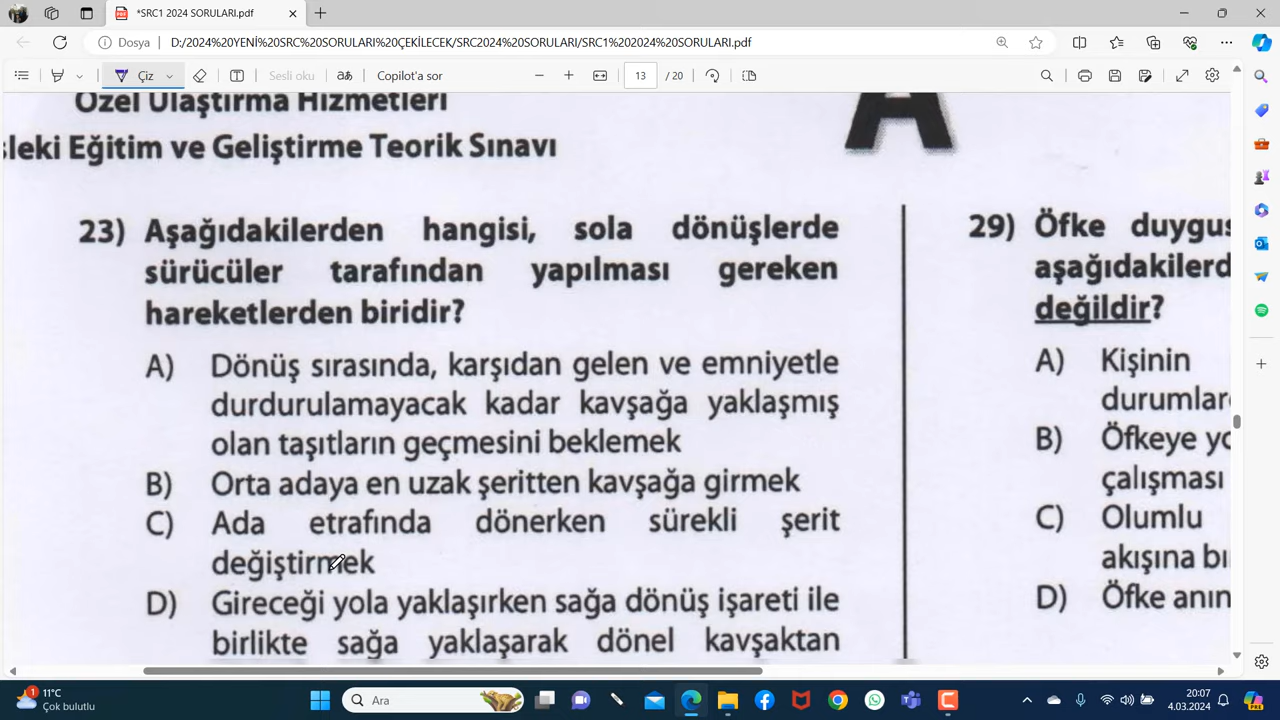 *SRC1 2024 SORULARI.pdf
Dosya
D:/2024%20YENİ%20SRC%20SORULARI%20ÇEKİLECEK/SRC2024%20SORULARI/SRC1%202024%20SORULARI.pdf
Çiz
Sesli oku
Copilot'a sor
13 / 20
Özel Ulaştırma Hizmetleri
sleki Eğitim ve Geliştirme Teorik Sınavı
A
23) Aşağıdakilerden hangisi, sola dönüşlerde
sürücüler tarafından yapılması gereken
hareketlerden biridir?
A) Dönüş sırasında, karşıdan gelen ve emniyetle
durdurulamayacak kadar kavşağa yaklaşmış
olan taşıtların geçmesini beklemek
B) Orta adaya en uzak şeritten kavşağa girmek
C) Ada etrafında dönerken sürekli şerit
değiştirmek
D) Gireceği yola yaklaşırken sağa dönüş işareti ile
birlikte sağa yaklaşarak dönel kavşaktan
29) Öfke duygus
aşağıdakilerd
değildir?
A) Kişinin
durumlar
B) Öfkeye yo
çalışması
C) Olumlu
akışına bı
D) Öfke anın
1
11°C
Çok bulutlu
Ara
20:07
4.03.2024